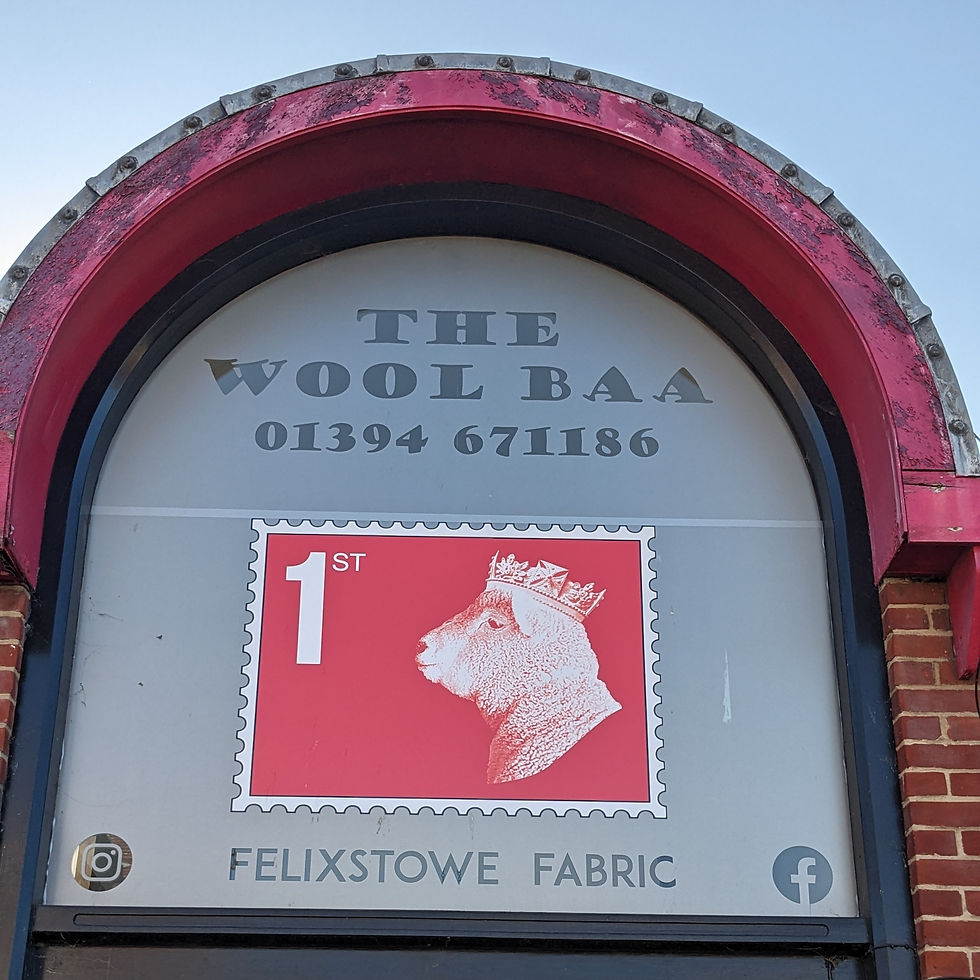 THE
WOOL BAA
01394 671186
1ST
FELIXSTOWE FABRIC